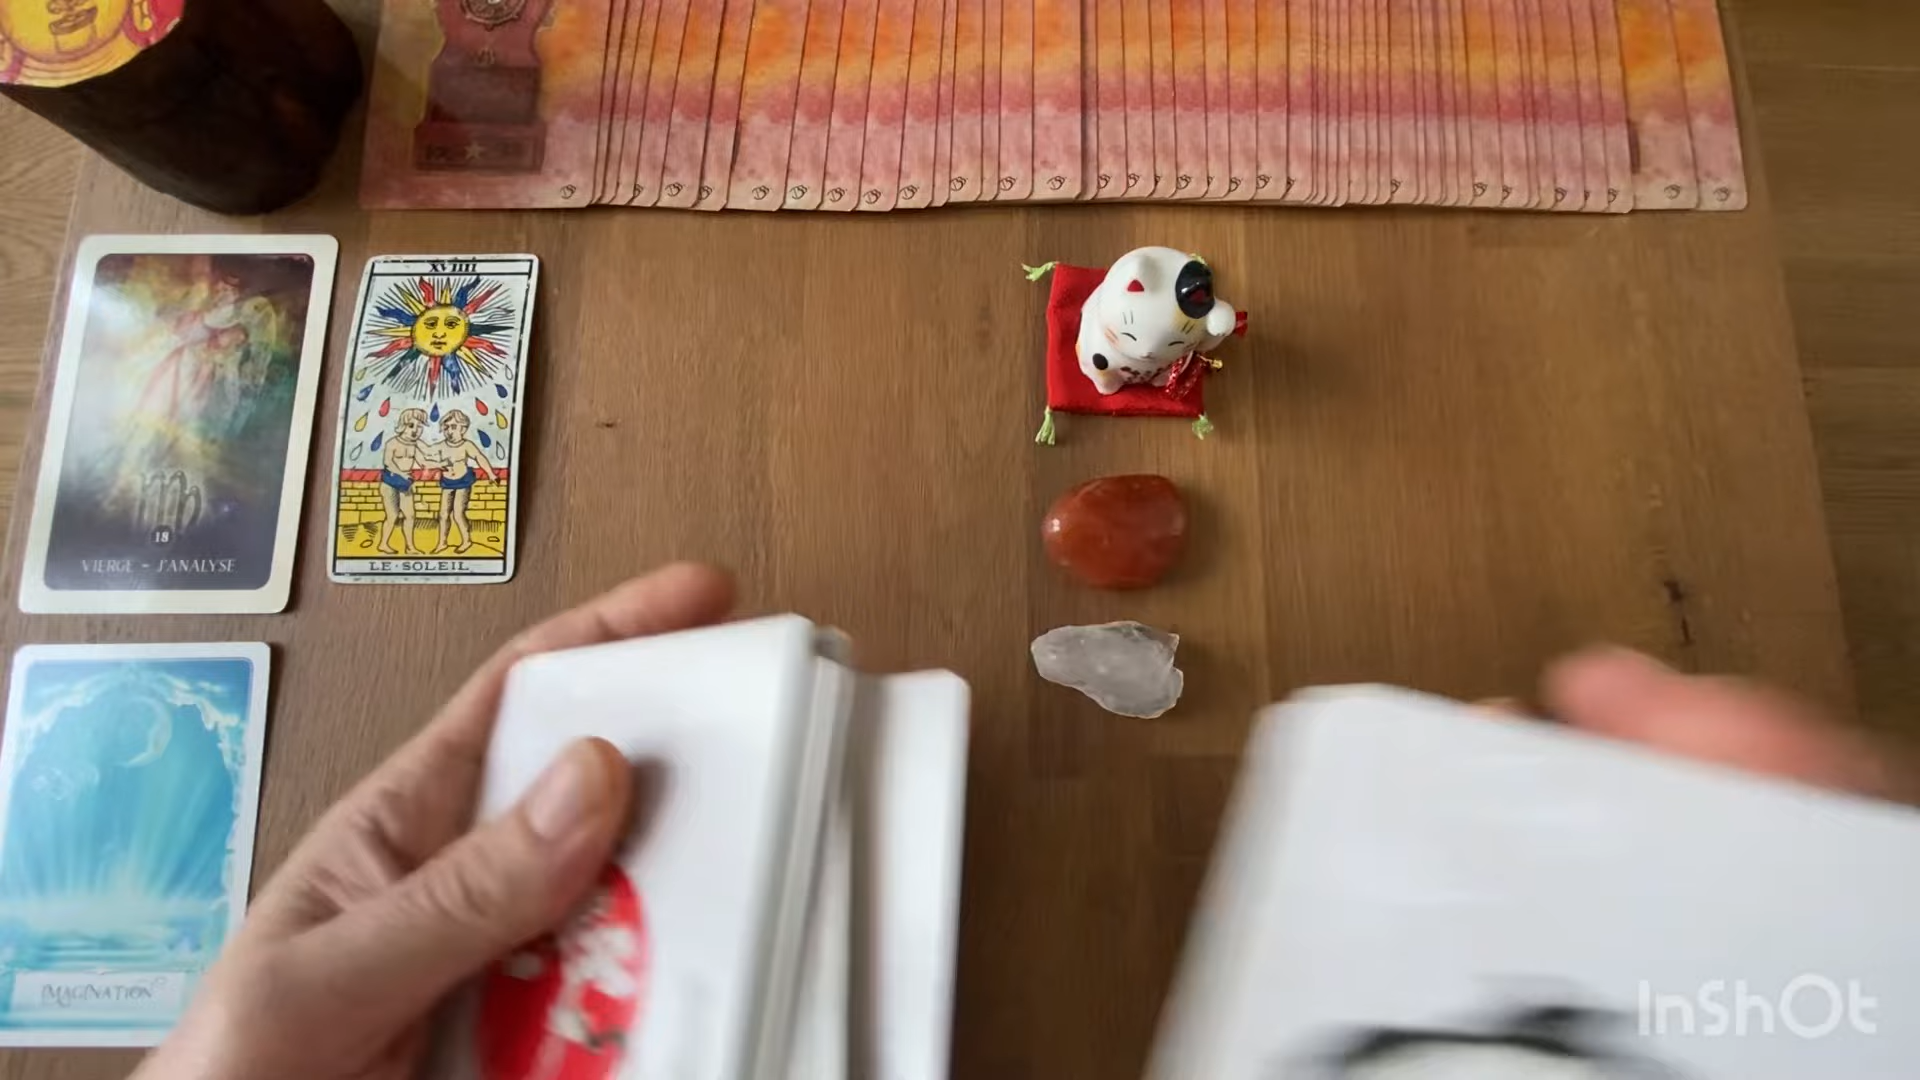 XVIIII
LE·SOLEIL
18
VIERGE - J'ANALYSE
IMAGINATION
InShOt